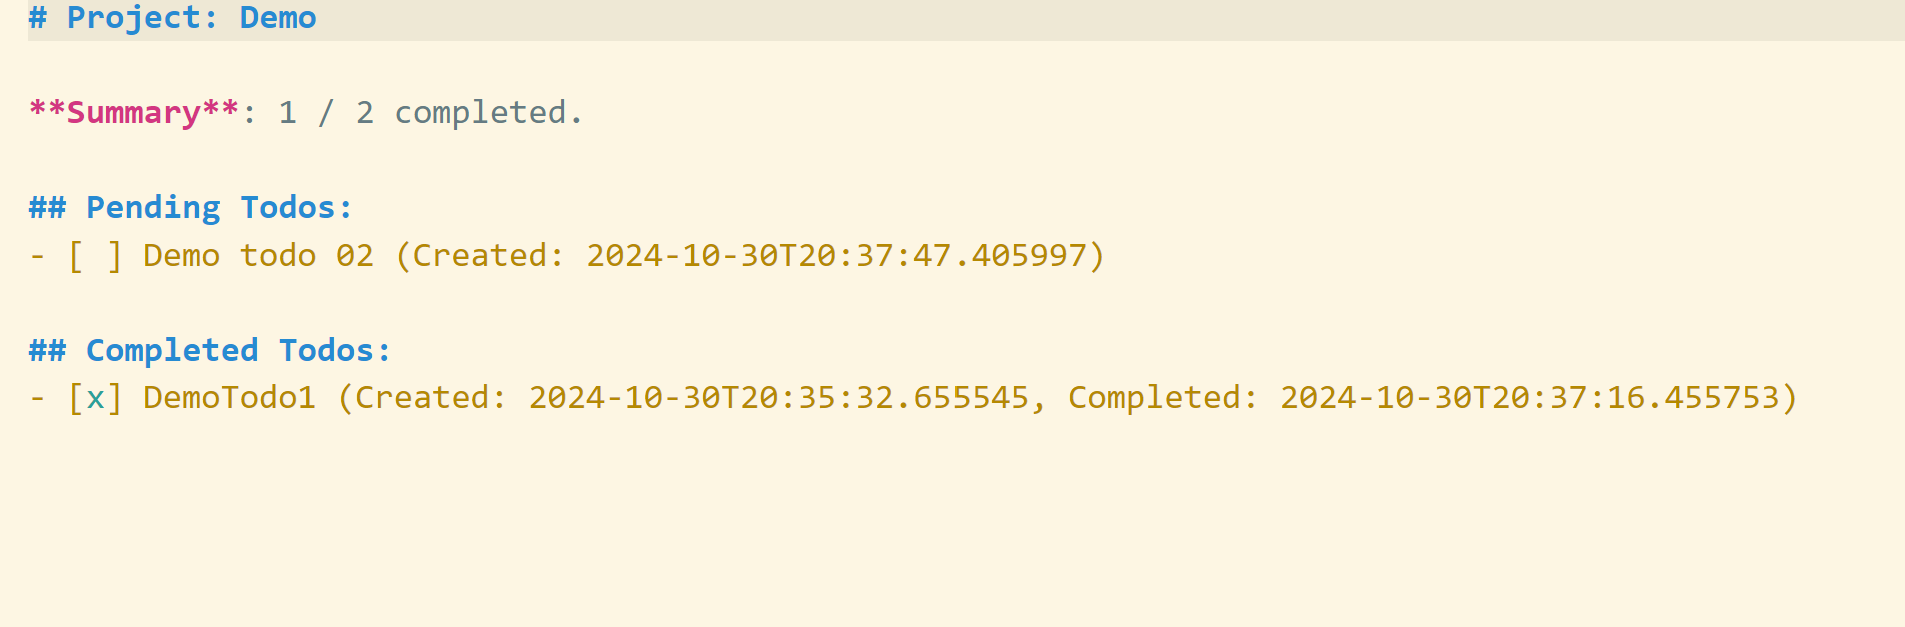 # Project: Demo
**Summary**: 1 / 2 completed.
## Pending Todos:
- [ ] Demo todo 02 (Created: 2024-10-30T20:37:47.405997)
## Completed Todos:
- [x] DemoTodo1 (Created: 2024-10-30T20:35:32.655545, Completed: 2024-10-30T20:37:16.455753)